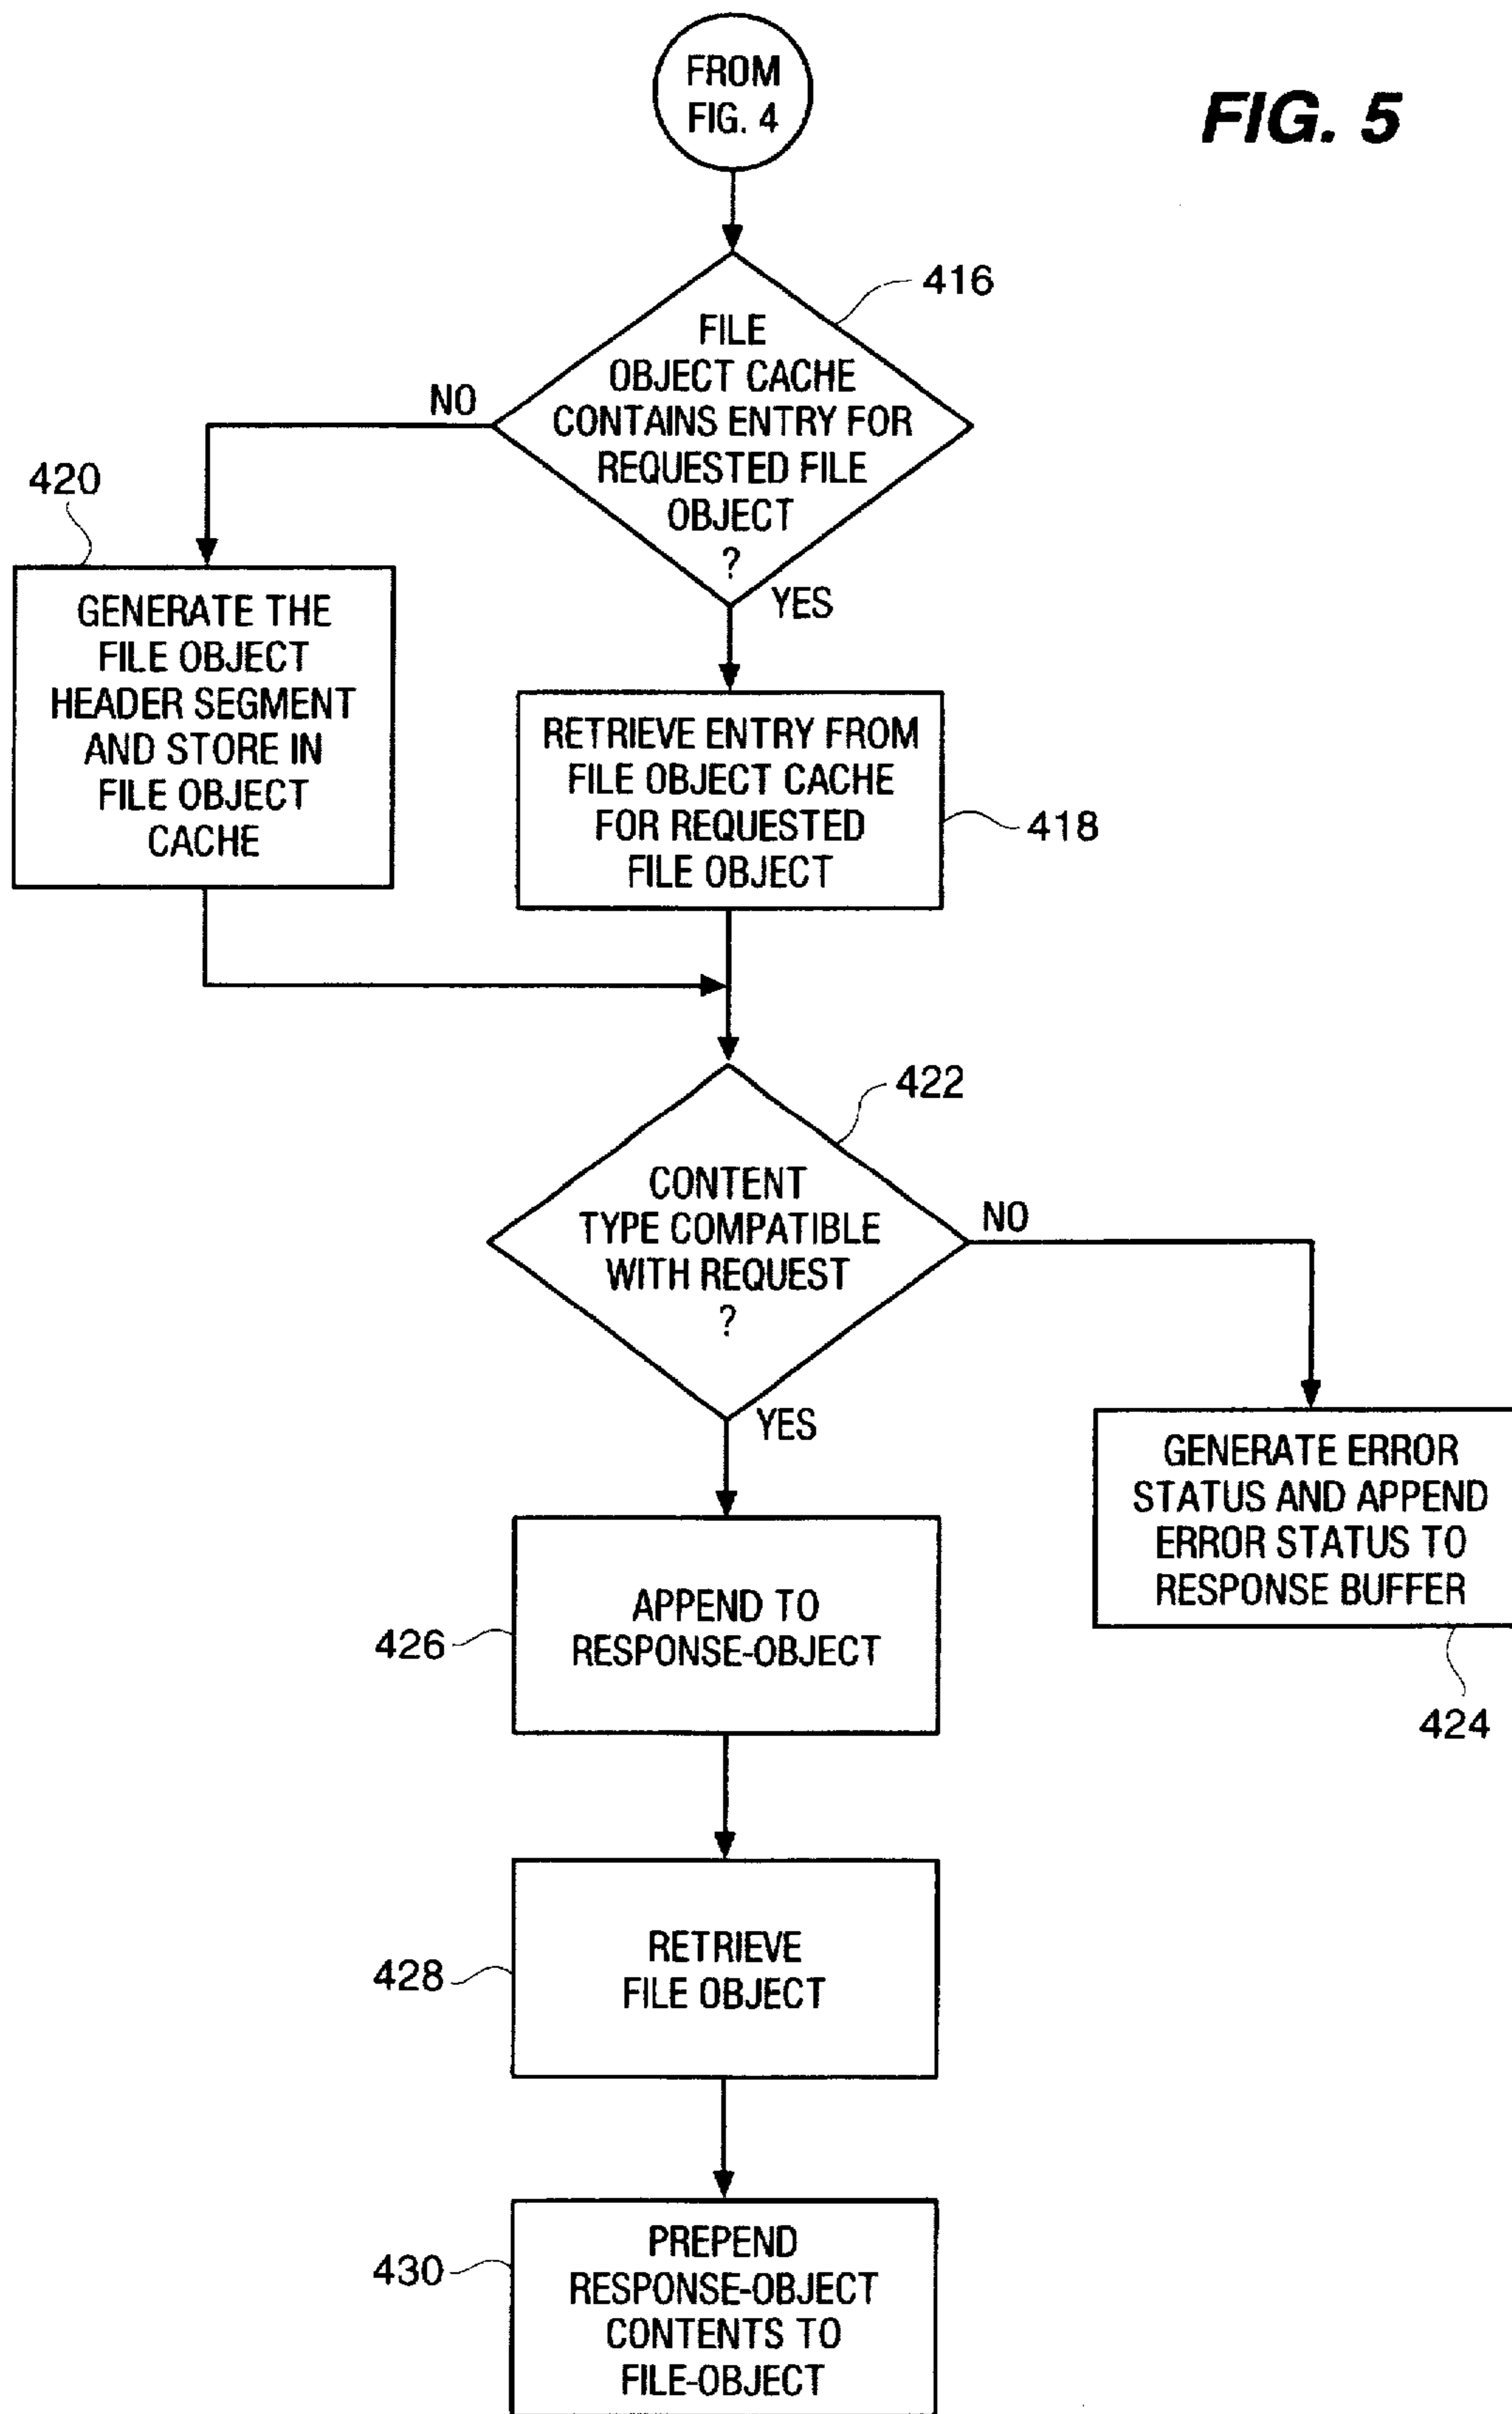 FROM
FIG. 4
FIG. 5
416
FILE
OBJECT CACHE
CONTAINS ENTRY FOR
REQUESTED FILE
OBJECT
?
NO
YES
420
GENERATE THE
FILE OBJECT
HEADER SEGMENT
AND STORE IN
FILE OBJECT
CACHE
RETRIEVE ENTRY FROM
FILE OBJECT CACHE
FOR REQUESTED
FILE OBJECT
418
422
CONTENT
TYPE COMPATIBLE
WITH REQUEST
?
NO
YES
GENERATE ERROR
STATUS AND APPEND
ERROR STATUS TO
RESPONSE BUFFER
424
APPEND TO
RESPONSE-OBJECT
426
RETRIEVE
FILE OBJECT
428
PREPEND
RESPONSE-OBJECT
CONTENTS TO
FILE-OBJECT
430